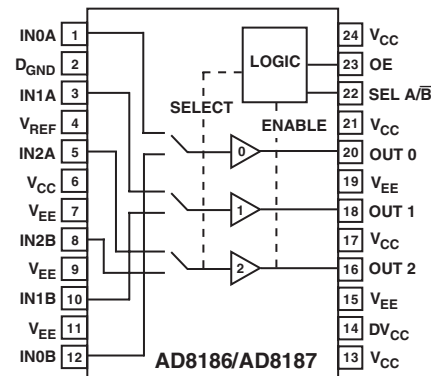 IN0A 1
DGND 2
IN1A 3
VREF 4
IN2A 5
VCC 6
VEE 7
IN2B 8
VEE 9
IN1B 10
VEE 11
IN0B 12
LOGIC
SELECT
ENABLE
0
1
2
AD8186/AD8187
24 VCC
23 OE
22 SEL A/B̅
21 VCC
20 OUT 0
19 VEE
18 OUT 1
17 VCC
16 OUT 2
15 VEE
14 DVCC
13 VCC